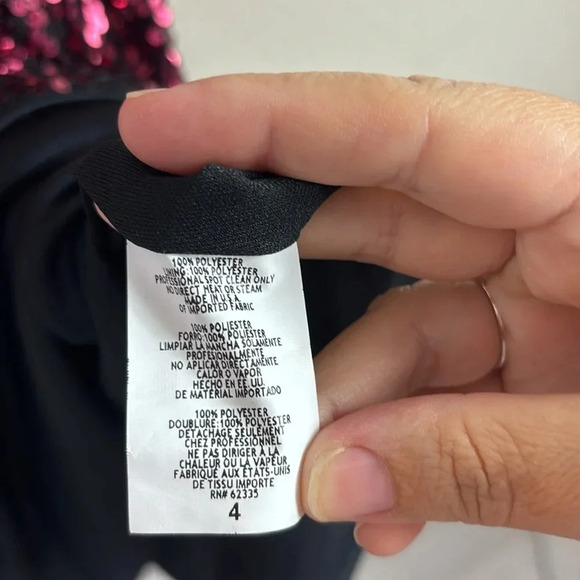 100% POLYESTER
LINING: 100% POLYESTER
PROFESSIONAL SPOT CLEAN ONLY
NO DIRECT HEAT OR STEAM
MADE IN U.S.A.
OF IMPORTED FABRIC
100% POLIESTER
FORRO: 100% POLIESTER
LIMPIAR LA MANCHA SOLAMENTE
PROFESIONALMENTE
NO APLICAR DIRECTAMENTE
CALOR O VAPOR
HECHO EN EE.UU.
DE MATERIAL IMPORTADO
100% POLYESTER
DOUBLURE: 100% POLYESTER
DETACHAGE SEULEMENT
CHEZ PROFESSIONNEL
NE PAS DIRIGER À LA
CHALEUR OU LA VAPEUR
FABRIQUÉ AUX ÉTATS-UNIS
DE TISSU IMPORTE
RN# 62335
4